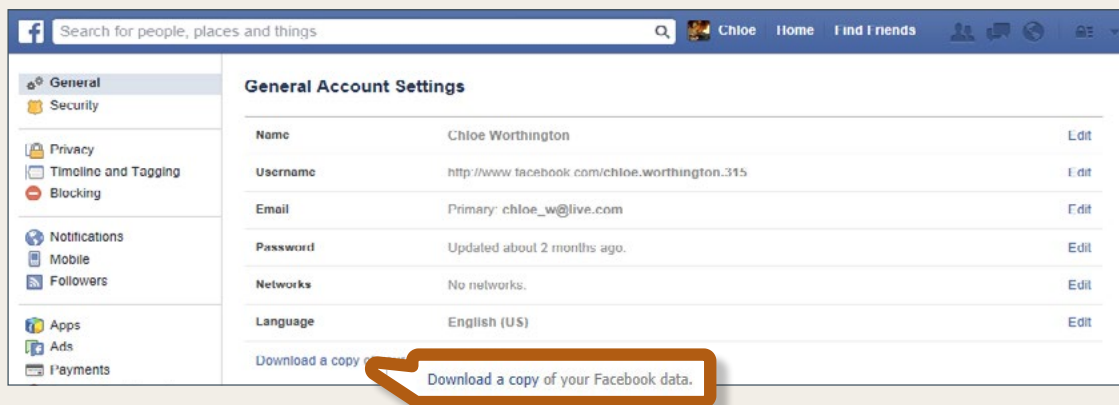 f Search for people, places and things Chloe Home Find Friends
General
Security
Privacy
Timeline and Tagging
Blocking
Notifications
Mobile
Followers
Apps
Ads
Payments
General Account Settings
Name Chloe Worthington Edit
Username http://www.facebook.com/chloe.worthington.315 Edit
Email Primary: chloe_w@live.com Edit
Password Updated about 2 months ago. Edit
Networks No networks. Edit
Language English (US) Edit
Download a copy
Download a copy of your Facebook data.